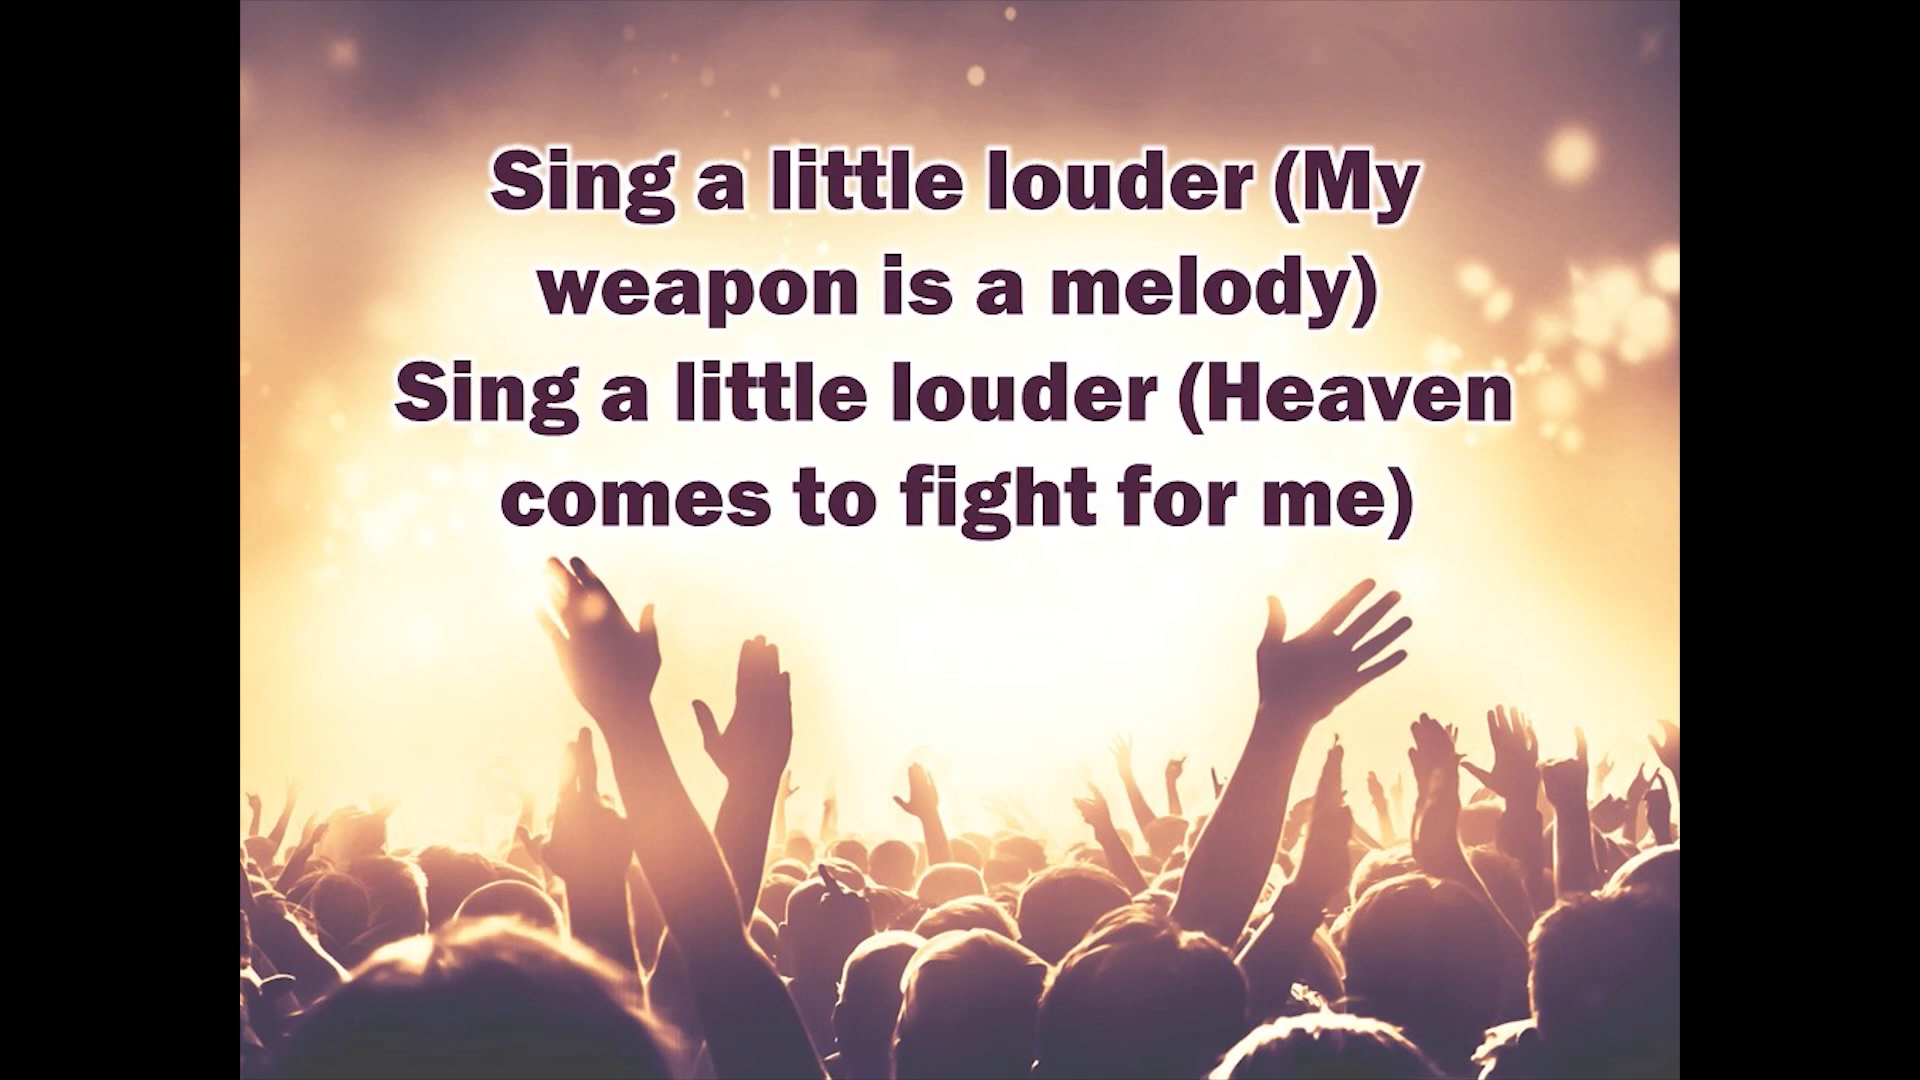 Sing a little louder (My
weapon is a melody)
Sing a little louder (Heaven
comes to fight for me)